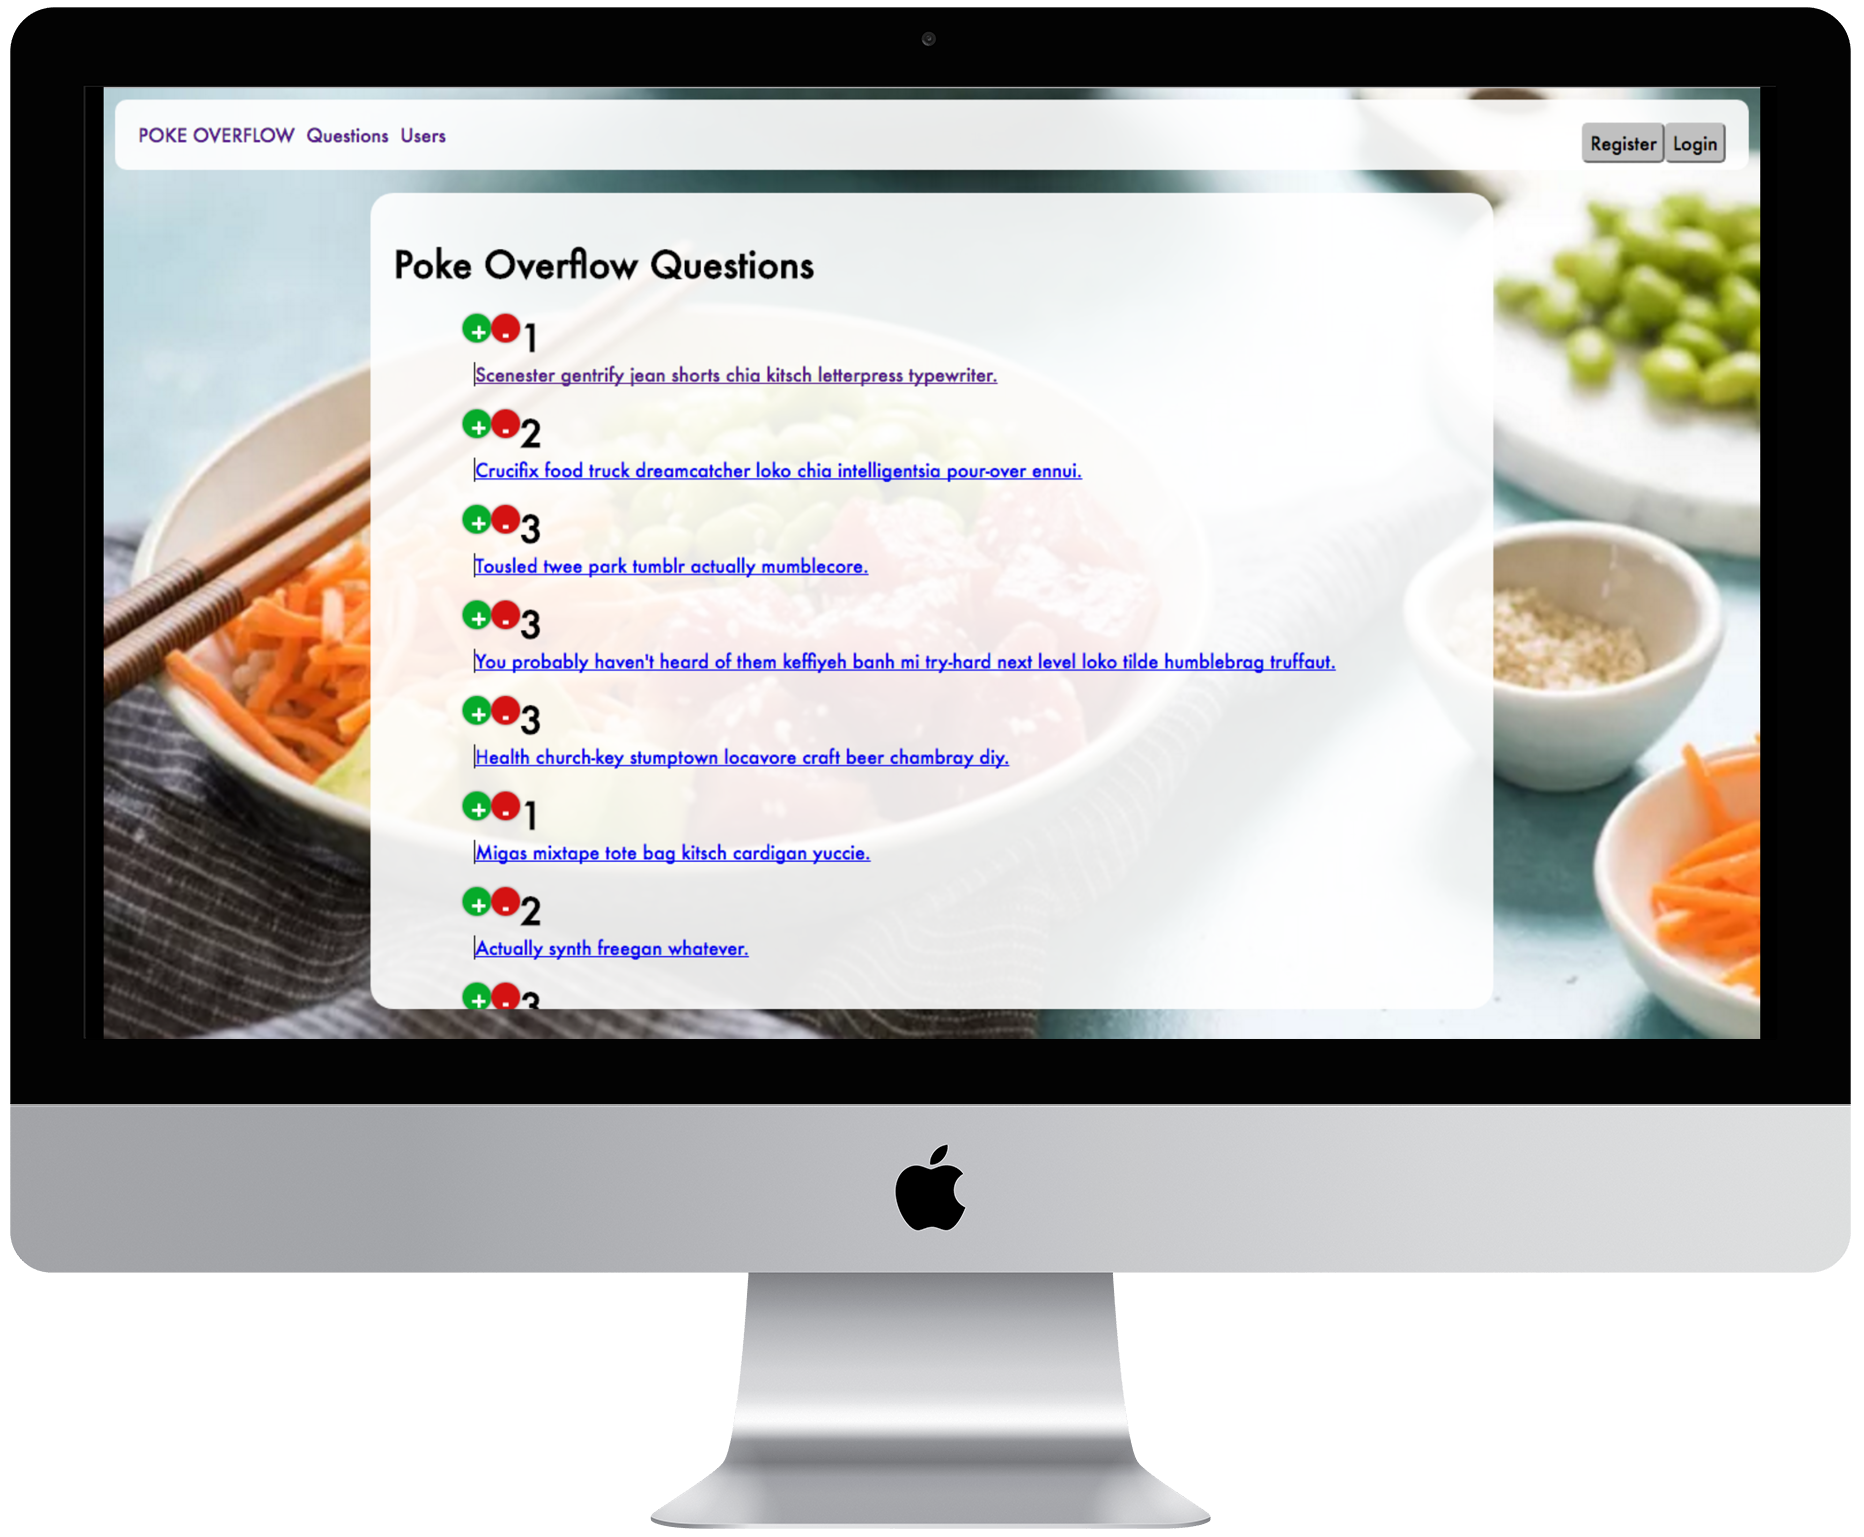 POKE OVERFLOW Questions Users
Register Login
Poke Overflow Questions
+ - 1
Scenester gentrify jean shorts chia kitsch letterpress typewriter.
+ - 2
Crucifix food truck dreamcatcher loko chia intelligentsia pour-over ennui.
+ - 3
Tousled twee park tumblr actually mumblecore.
+ - 3
You probably haven't heard of them keffiyeh banh mi try-hard next level loko tilde humblebrag truffaut.
+ - 3
Health church-key stumptown locavore craft beer chambray diy.
+ - 1
Migas mixtape tote bag kitsch cardigan yuccie.
+ - 2
Actually synth freegan whatever.
+ - 3